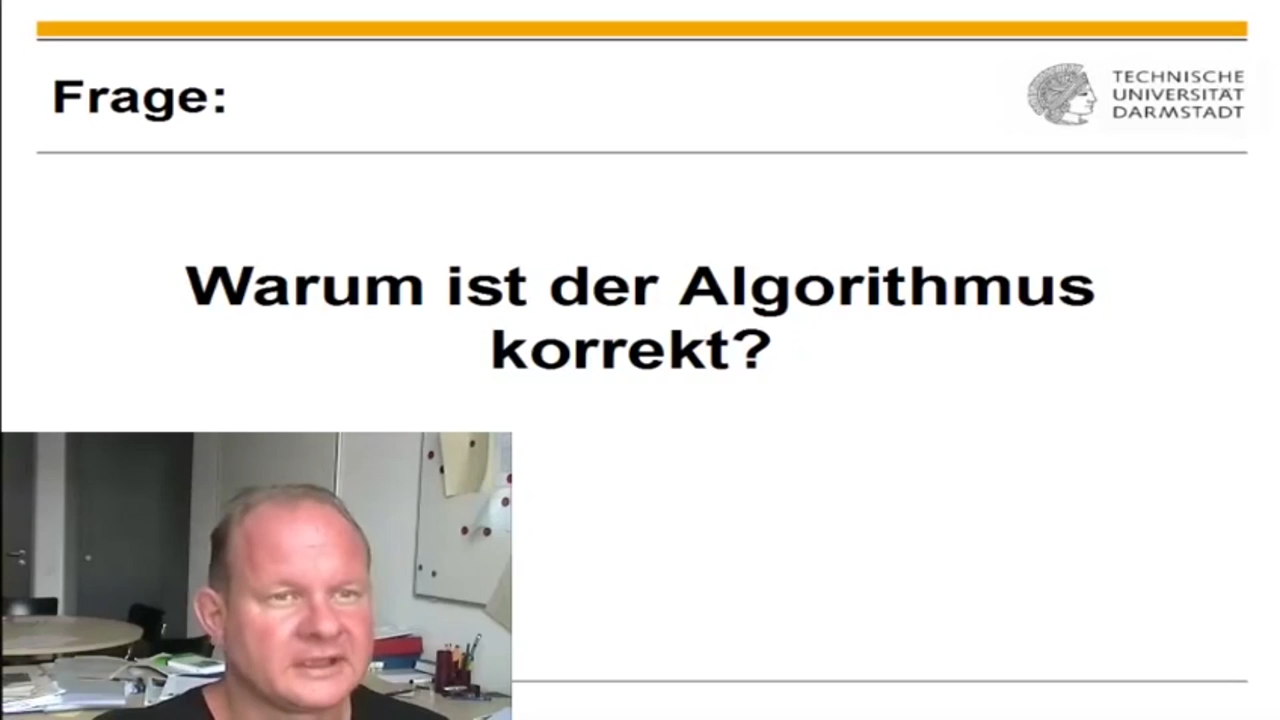 Frage:
TECHNISCHE
UNIVERSITÄT
DARMSTADT
Warum ist der Algorithmus
korrekt?